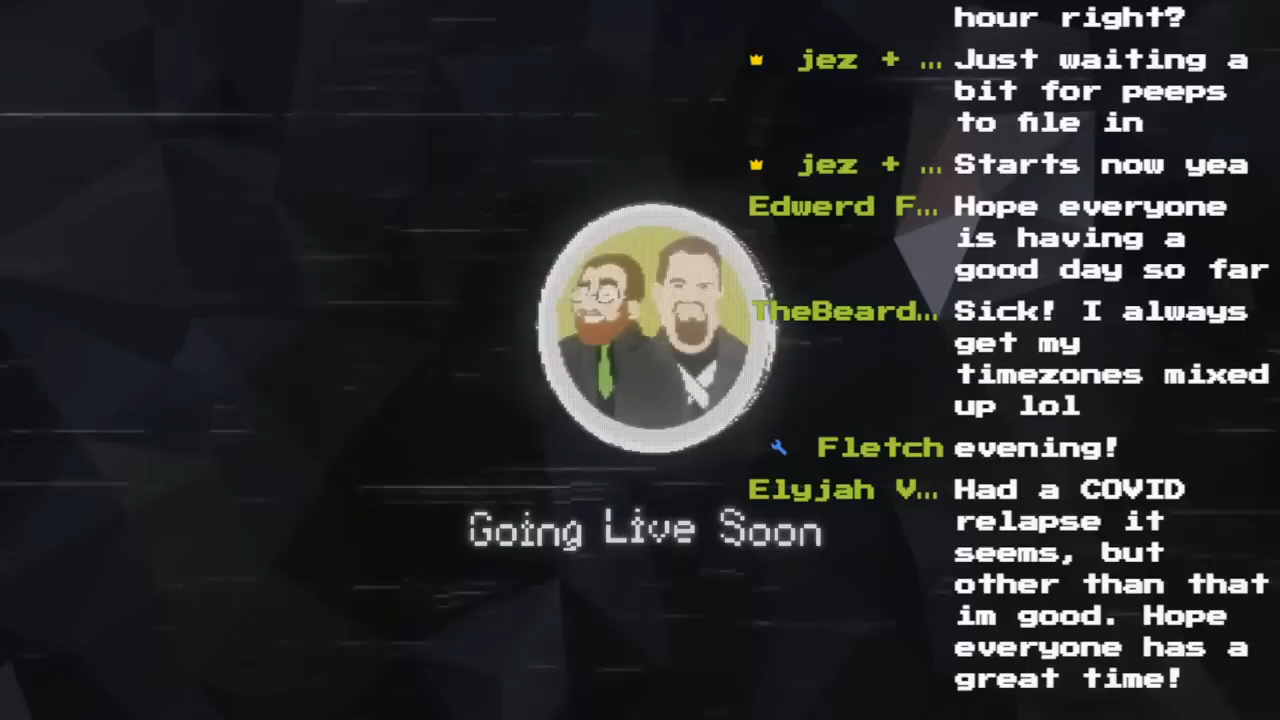 hour right?
jez + ... Just waiting a
bit for peeps
to file in
jez + ... Starts now yea
Edwerd F... Hope everyone
is having a
good day so far
TheBeard... Sick! I always
get my
timezones mixed
up lol
Fletch evening!
Elyjah V... Had a COVID
relapse it
seems, but
other than that
im good. Hope
everyone has a
great time!
Going Live Soon